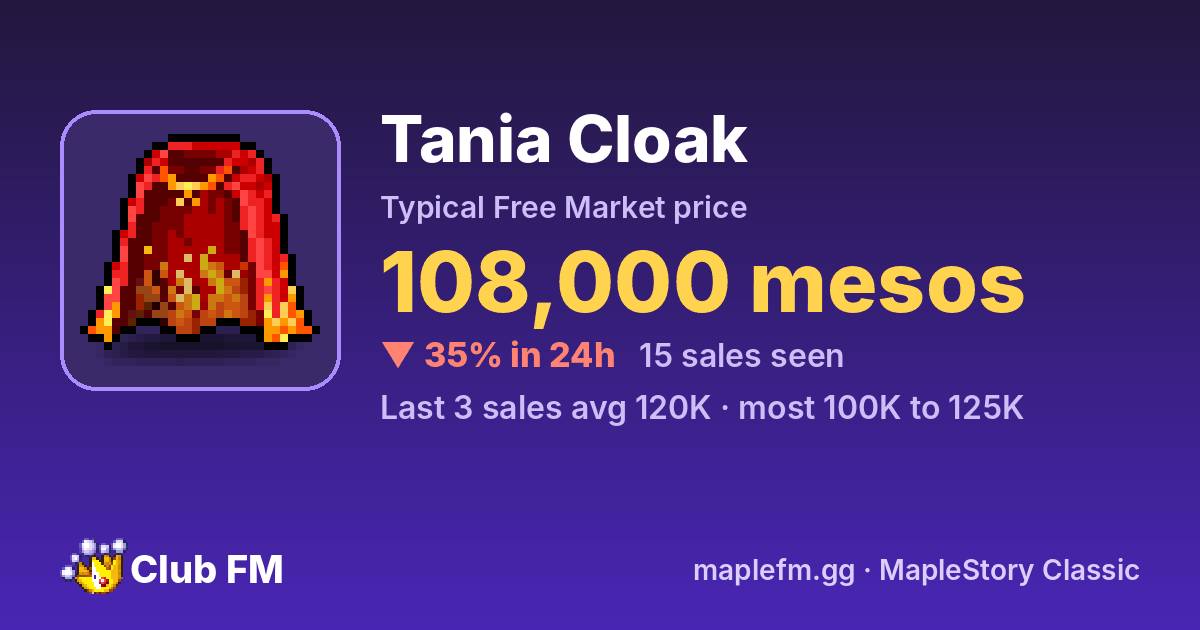 Tania Cloak
Typical Free Market price
108,000 mesos
▼ 35% in 24h 15 sales seen
Last 3 sales avg 120K · most 100K to 125K
Club FM
maplefm.gg · MapleStory Classic